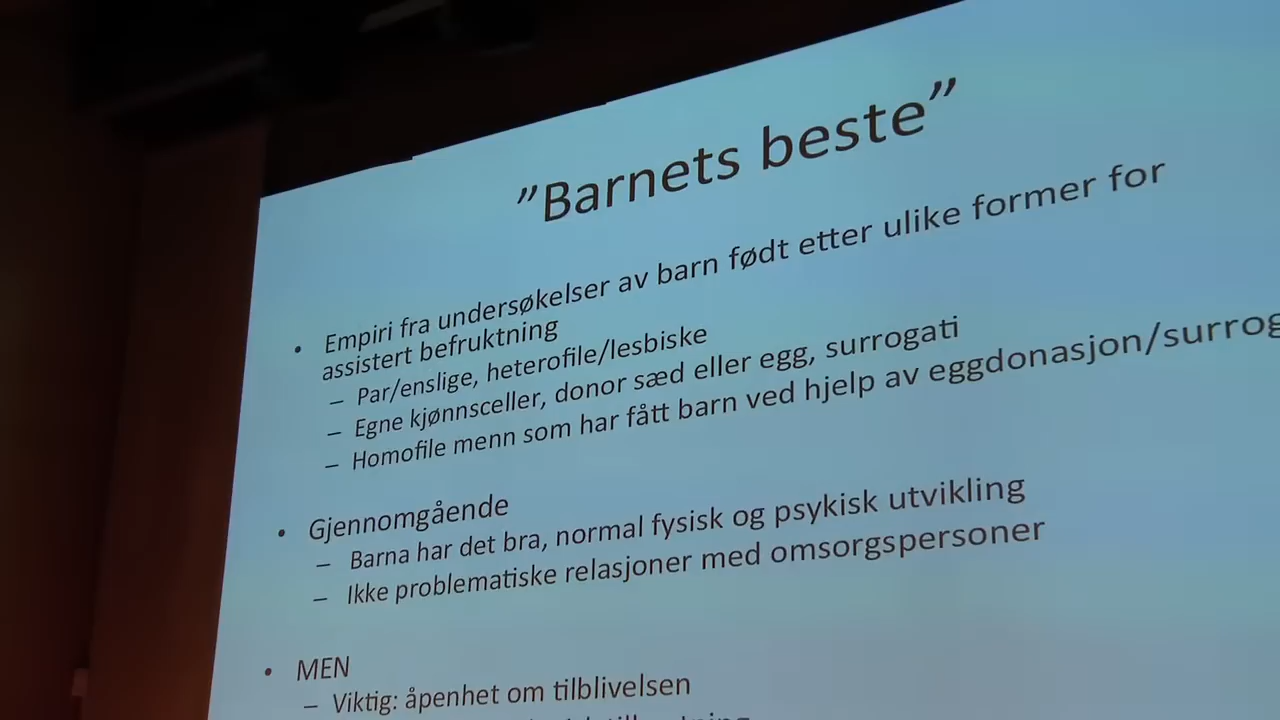 ”Barnets beste”
• Empiri fra undersøkelser av barn født etter ulike former for
assistert befruktning
– Par/enslige, heterofile/lesbiske
– Egne kjønnsceller, donor sæd eller egg, surrogati
– Homofile menn som har fått barn ved hjelp av eggdonasjon/surrog
• Gjennomgående
– Barna har det bra, normal fysisk og psykisk utvikling
– Ikke problematiske relasjoner med omsorgspersoner
• MEN
– Viktig: åpenhet om tilblivelsen